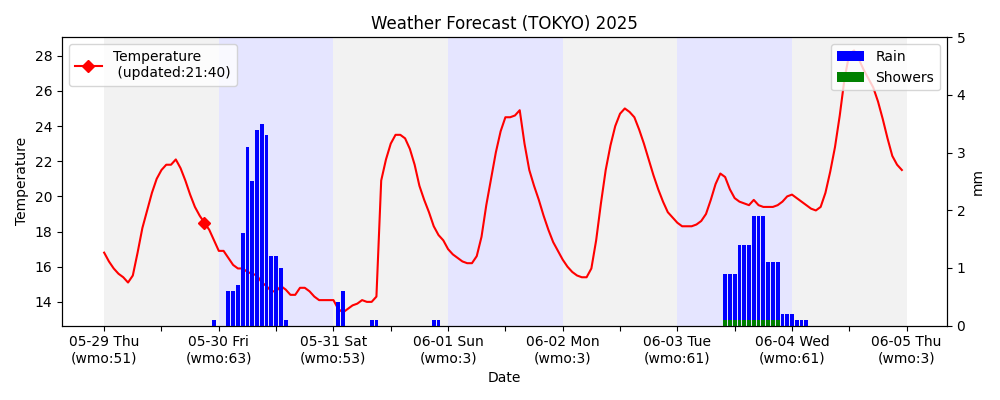 Weather Forecast (TOKYO) 2025
Temperature
(updated:21:40)
Rain
Showers
28
26
24
22
20
18
16
14
Temperature
5
4
3
2
1
0
mm
05-29 Thu
(wmo:51)
05-30 Fri
(wmo:63)
05-31 Sat
(wmo:53)
06-01 Sun
(wmo:3)
06-02 Mon
(wmo:3)
06-03 Tue
(wmo:61)
06-04 Wed
(wmo:61)
06-05 Thu
(wmo:3)
Date